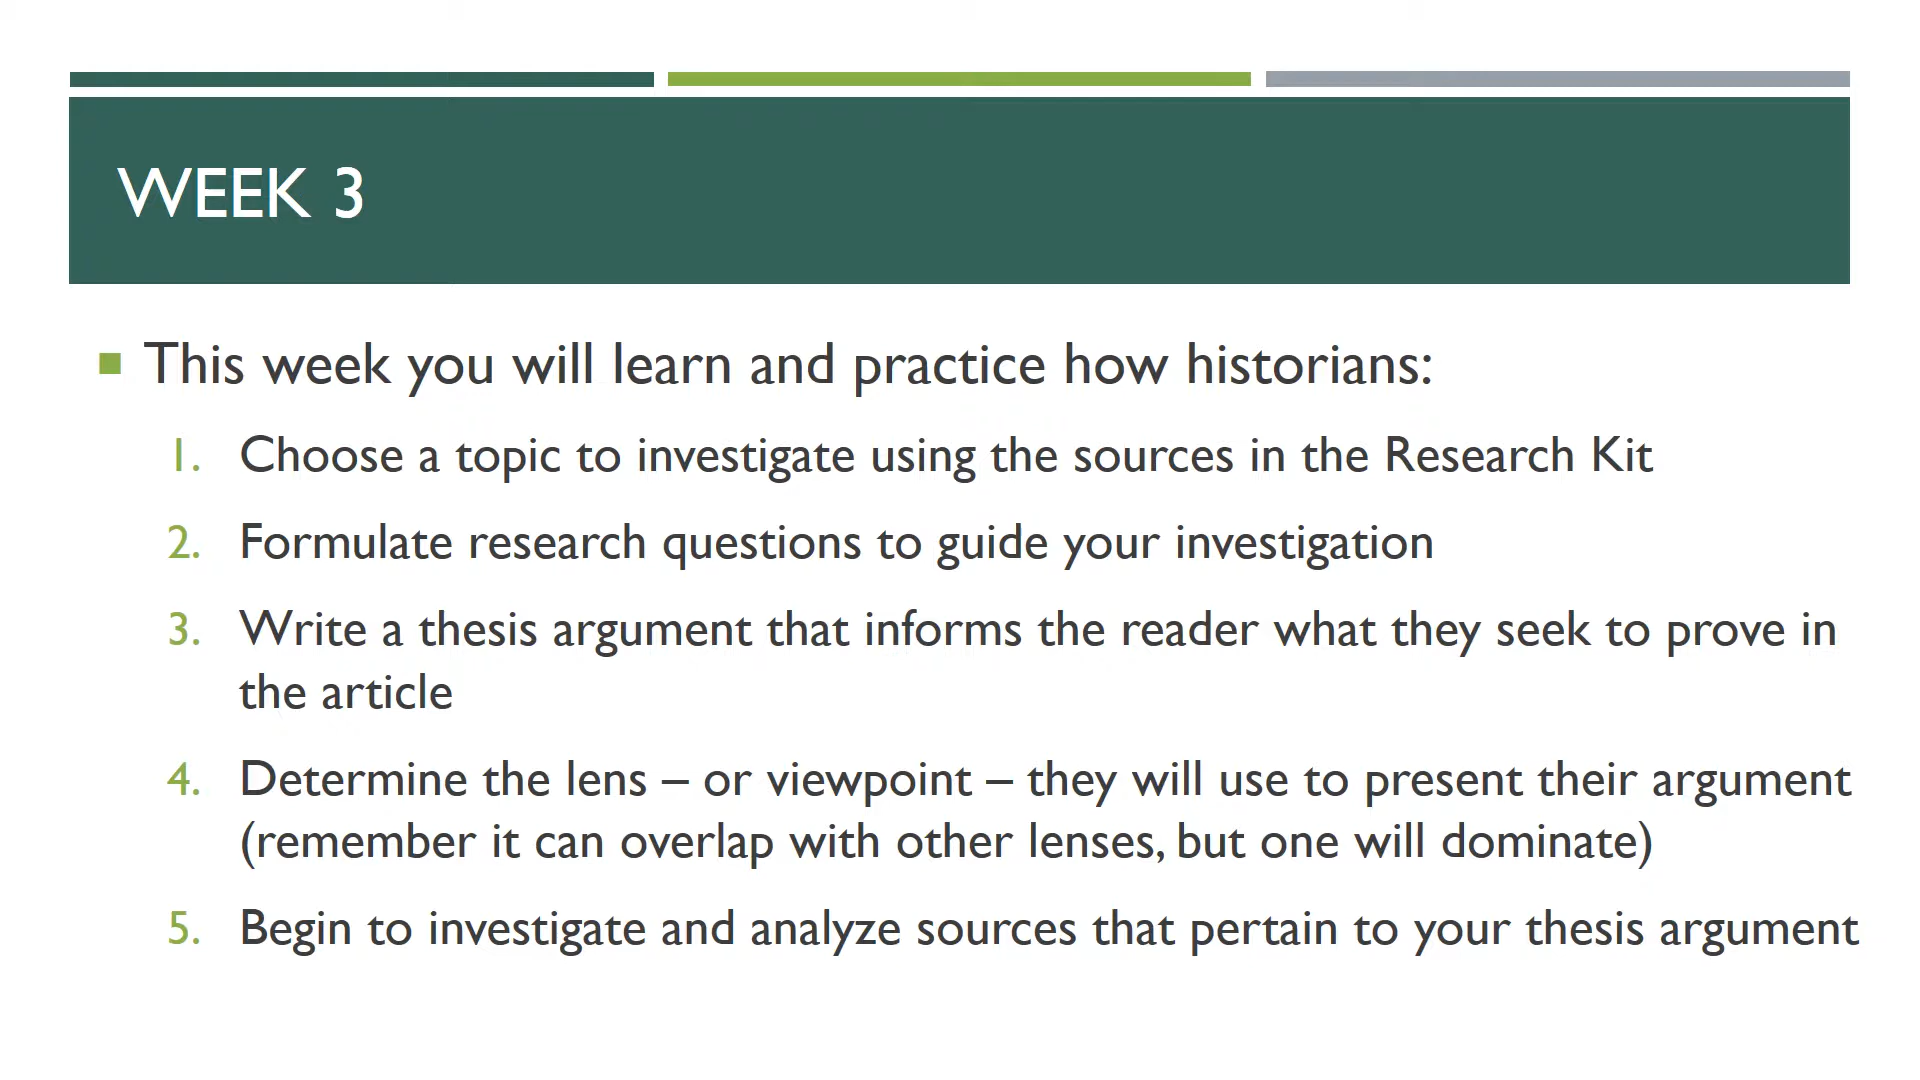 WEEK 3
This week you will learn and practice how historians:
1. Choose a topic to investigate using the sources in the Research Kit
2. Formulate research questions to guide your investigation
3. Write a thesis argument that informs the reader what they seek to prove in
the article
4. Determine the lens – or viewpoint – they will use to present their argument
(remember it can overlap with other lenses, but one will dominate)
5. Begin to investigate and analyze sources that pertain to your thesis argument